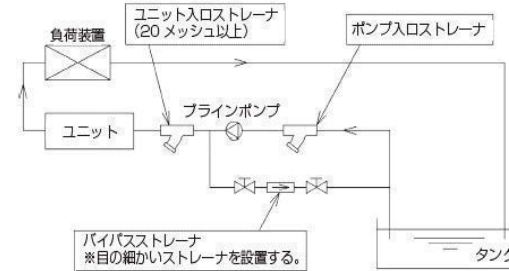 ユニット入口ストレーナ
(20メッシュ以上)
ポンプ入口ストレーナ
負荷装置
ブラインポンプ
ユニット
バイパスストレーナ
※目の細かいストレーナを設置する。
タンク